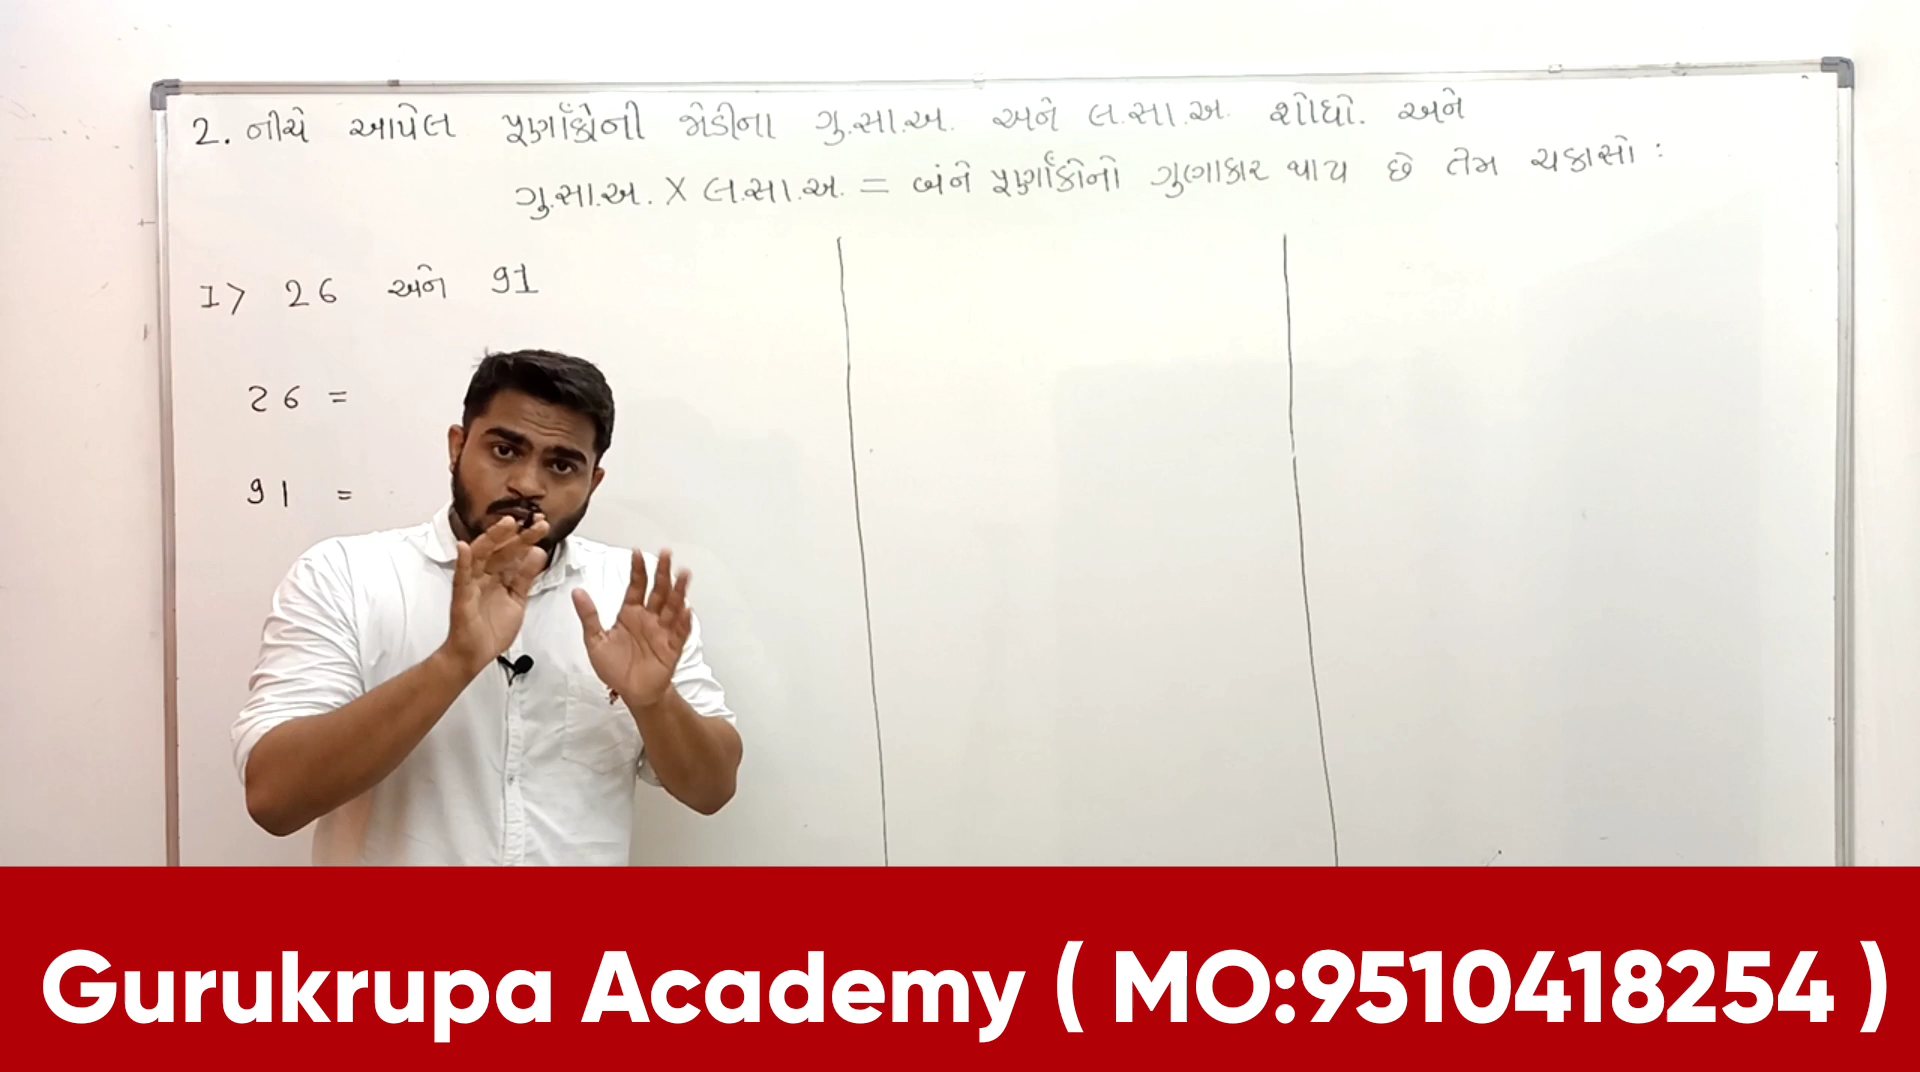 2. નીચે આપેલ પૂર્ણાંકોની જોડીના ગુ.સા.અ. અને લ.સા.અ. શોધો. અને
ગુ.સા.અ. X લ.સા.અ. = બંને પૂર્ણાંકોનો ગુણાકાર થાય છે તેમ ચકાસો :
1> 26 અને 91
26 =
91 =
Gurukrupa Academy ( MO:9510418254 )